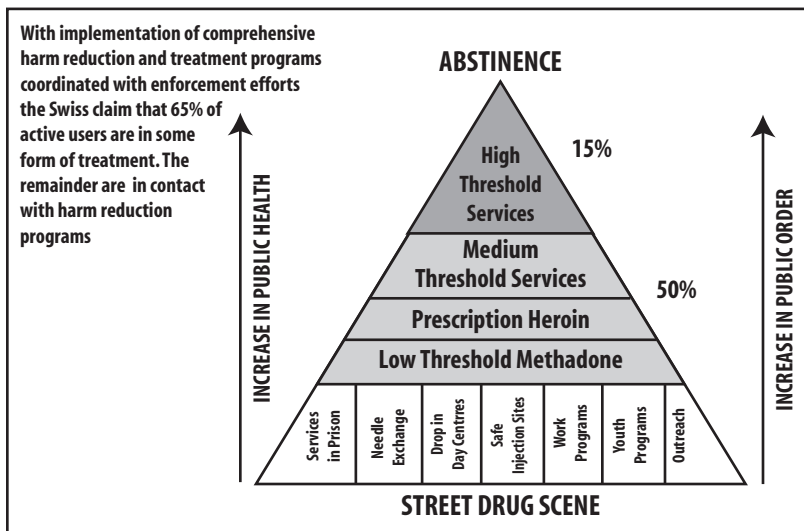 With implementation of comprehensive
harm reduction and treatment programs
coordinated with enforcement efforts
the Swiss claim that 65% of
active users are in some
form of treatment. The
remainder are in contact
with harm reduction
programs
ABSTINENCE
INCREASE IN PUBLIC HEALTH
High
Threshold
Services
15%
Medium
Threshold Services
50%
Prescription Heroin
Low Threshold Methadone
Services
in Prison
Needle
Exchange
Drop in
Day Centrres
Safe
Injection Sites
Work
Programs
Youth
Programs
Outreach
STREET DRUG SCENE
INCREASE IN PUBLIC ORDER